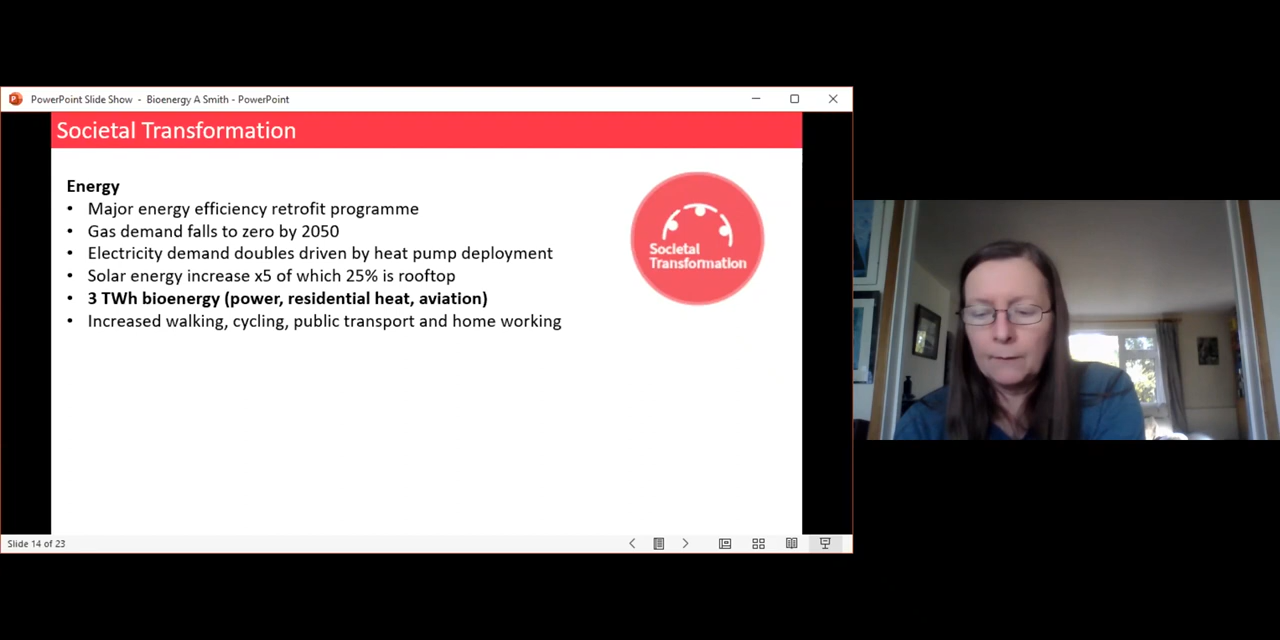 PowerPoint Slide Show - Bioenergy A Smith - PowerPoint
Societal Transformation
Energy
• Major energy efficiency retrofit programme
• Gas demand falls to zero by 2050
• Electricity demand doubles driven by heat pump deployment
• Solar energy increase x5 of which 25% is rooftop
• 3 TWh bioenergy (power, residential heat, aviation)
• Increased walking, cycling, public transport and home working
Societal
Transformation
Slide 14 of 23